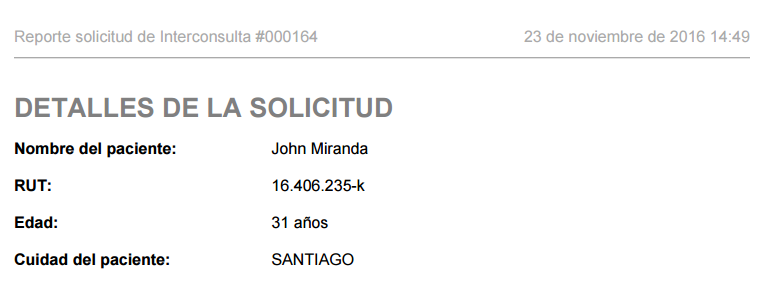 Reporte solicitud de Interconsulta #000164 23 de noviembre de 2016 14:49
DETALLES DE LA SOLICITUD
Nombre del paciente: John Miranda
RUT: 16.406.235-k
Edad: 31 años
Cuidad del paciente: SANTIAGO